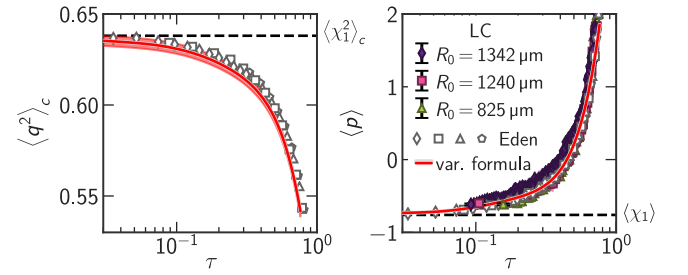 0.65
0.60
0.55
⟨q²⟩c
10⁻¹
10⁰
τ
⟨χ₁²⟩c
2
1
0
−1
⟨p⟩
LC
R₀ = 1342 μm
R₀ = 1240 μm
R₀ = 825 μm
Eden
var. formula
⟨χ₁⟩
10⁻¹
10⁰
τ